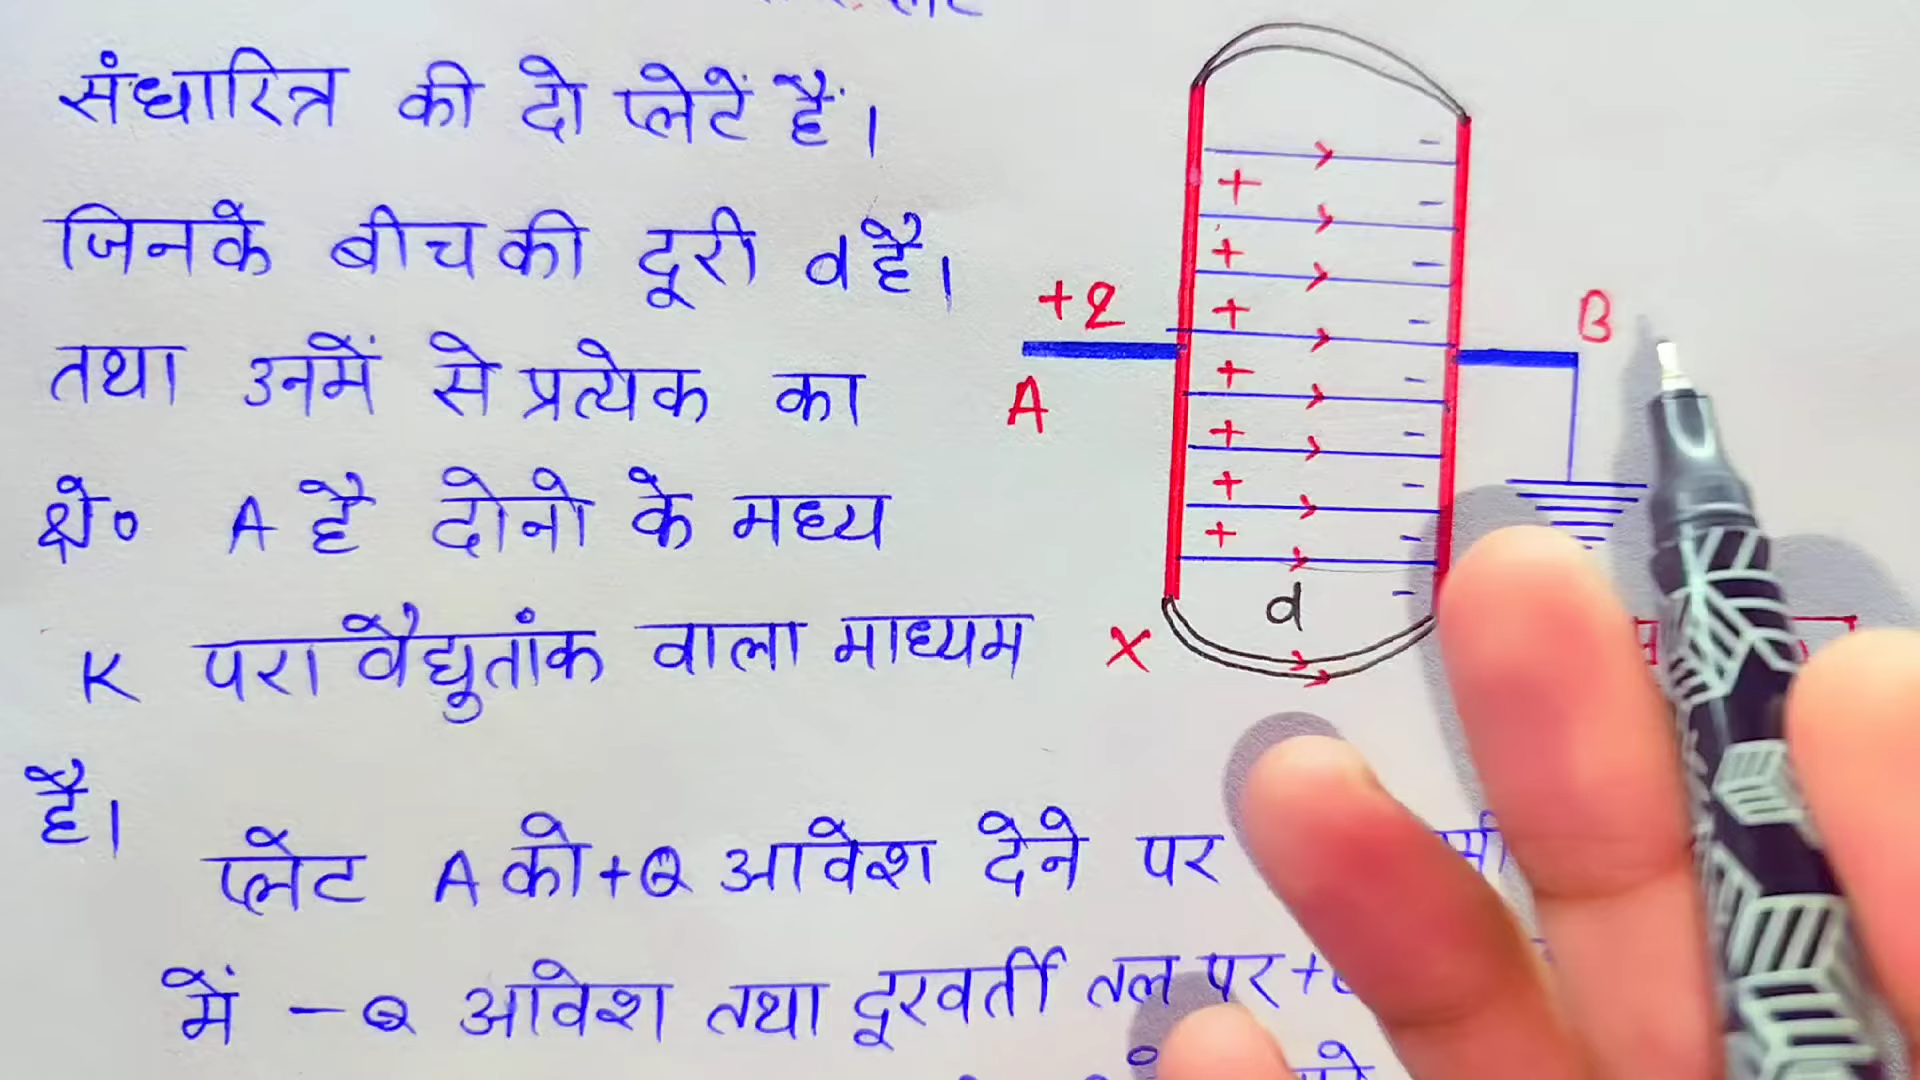 संधारित्र की दो प्लेटें हैं।
जिनके बीच की दूरी d है।
तथा उनमें से प्रत्येक का
क्षे० A है दोनो के मध्य
K परावैद्युतांक वाला माध्यम
है।
प्लेट A को +Q आवेश देने पर
में -Q आवेश तथा दूरवर्ती तल पर +
+Q
A
B
d
X